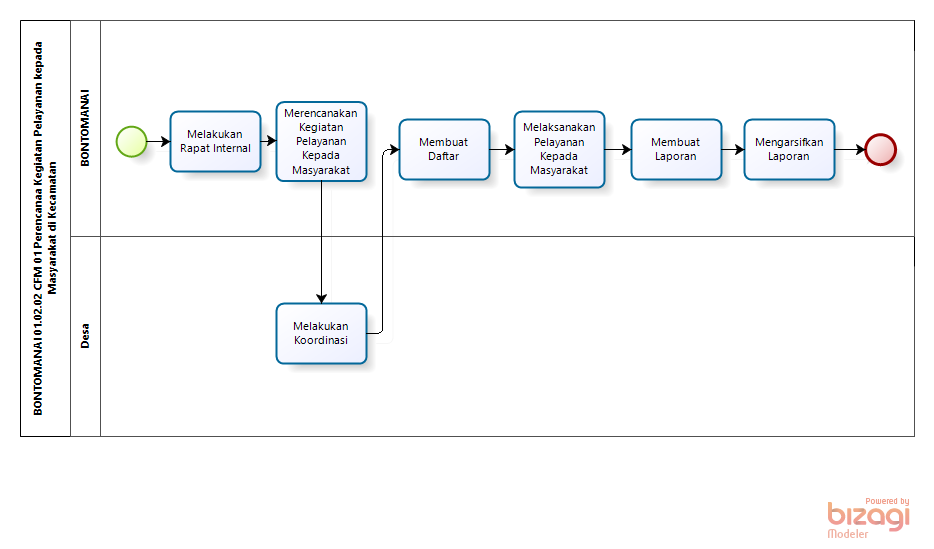 BONTOMANAI 01.02.02 CFM 01 Perencanaa Kegiatan Pelayanan kepada
Masyarakat di Kecamatan
BONTOMANAI
Melakukan
Rapat Internal
Merencanakan
Kegiatan
Pelayanan
Kepada
Masyarakat
Membuat
Daftar
Melaksanakan
Pelayanan
Kepada
Masyarakat
Membuat
Laporan
Mengarsifkan
Laporan
Desa
Melakukan
Koordinasi
Powered by
bizagi
Modeler